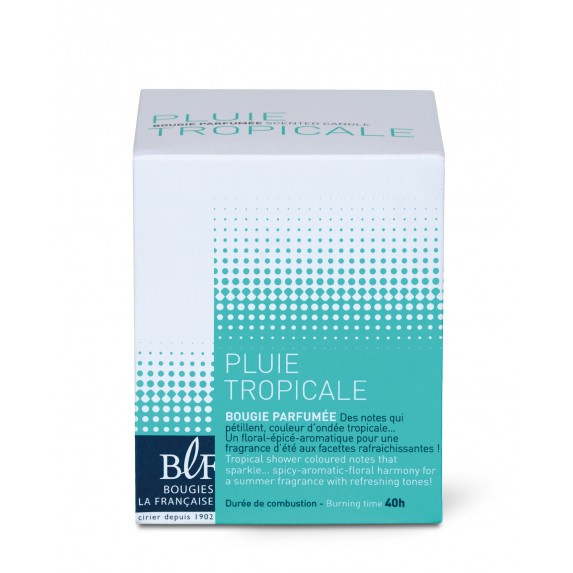 PLUIE
BOUGIE PARFUMÉE SCENTED CANDLE
TROPICALE
PLUIE
TROPICALE
BOUGIE PARFUMÉE Des notes qui
pétillent, couleur d'ondée tropicale...
Un floral-épicé-aromatique pour une
fragrance d'été aux facettes rafraichissantes !
Tropical shower coloured notes that
sparkle... spicy-aromatic-floral harmony for
a summer fragrance with refreshing tones!
Durée de combustion - Burning time 40h
BLF
BOUGIES
LA FRANÇAISE
cirier depuis 1902